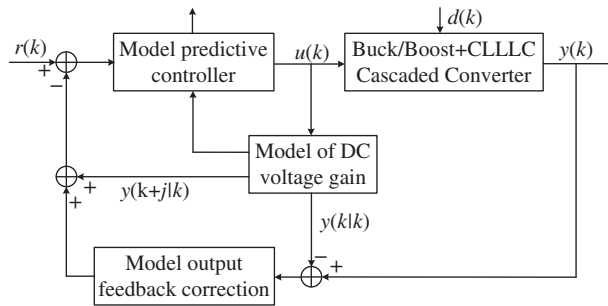 r(k)
+
−
Model predictive
controller
u(k)
d(k)
Buck/Boost+CLLLC
Cascaded Converter
y(k)
Model of DC
voltage gain
+
y(k+j|k)
+
y(k|k)
−
+
Model output
feedback correction